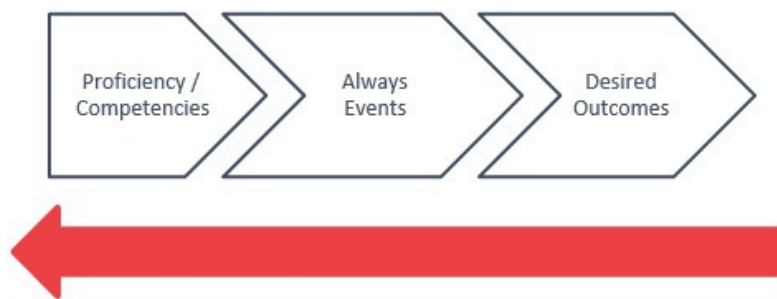 Proficiency /
Competencies
Always
Events
Desired
Outcomes